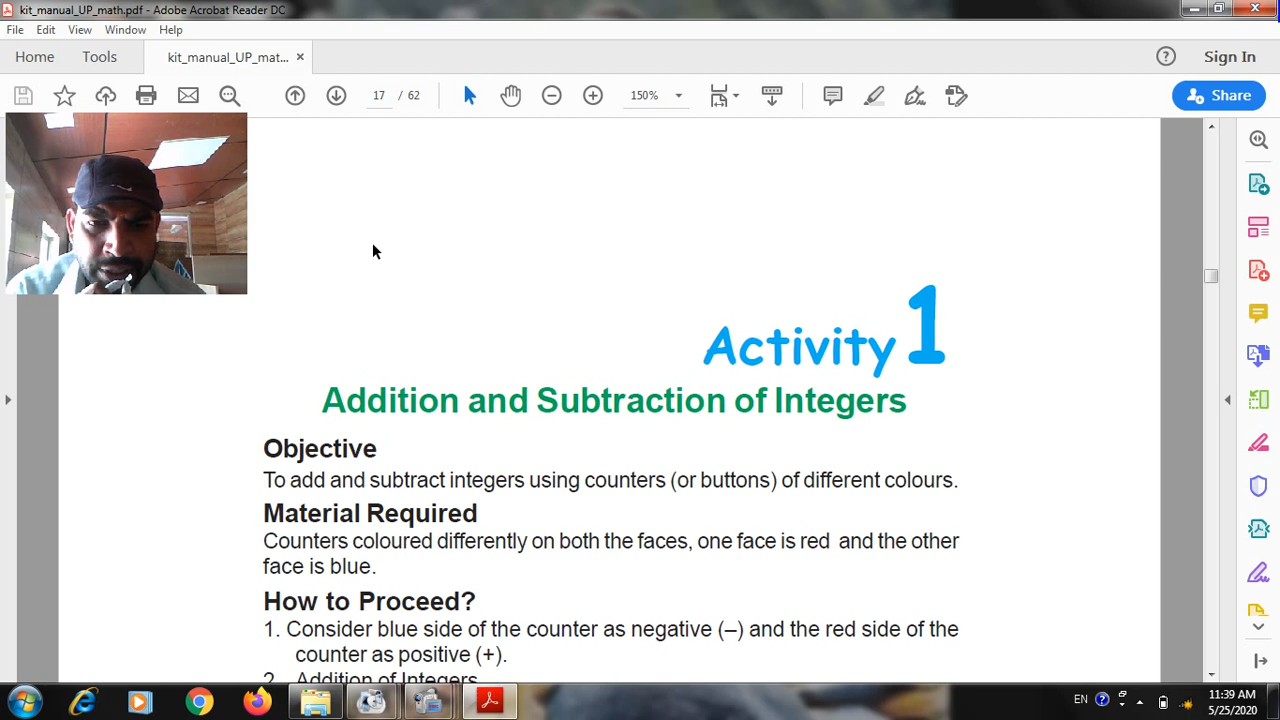 kit_manual_UP_math.pdf - Adobe Acrobat Reader DC
File Edit View Window Help
Home Tools kit_manual_UP_mat... × Sign In
17 / 62 150% Share
Activity 1
Addition and Subtraction of Integers
Objective
To add and subtract integers using counters (or buttons) of different colours.
Material Required
Counters coloured differently on both the faces, one face is red and the other
face is blue.
How to Proceed?
1. Consider blue side of the counter as negative (–) and the red side of the
counter as positive (+).
2. Addition of Integers
EN 11:39 AM
5/25/2020